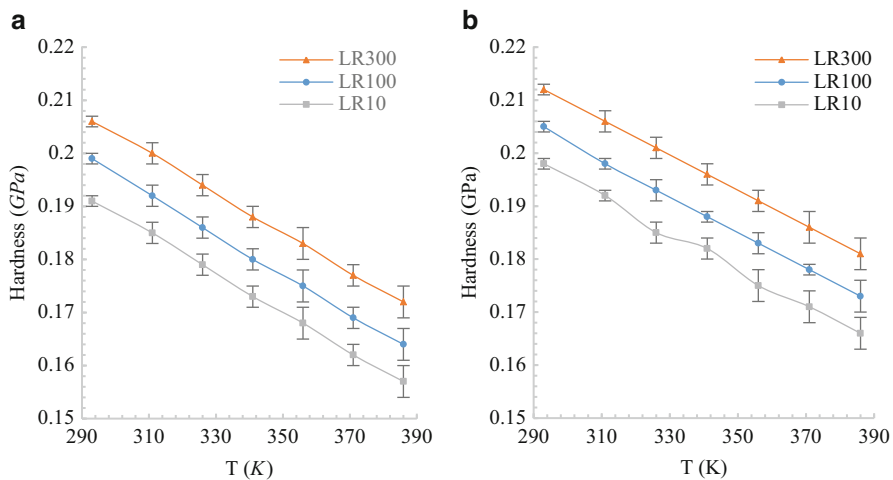 a
0.22
0.21
0.2
0.19
0.18
0.17
0.16
0.15
Hardness (GPa)
290 310 330 350 370 390
T (K)
LR300
LR100
LR10
b
0.22
0.21
0.2
0.19
0.18
0.17
0.16
0.15
Hardness (GPa)
290 310 330 350 370 390
T (K)
LR300
LR100
LR10